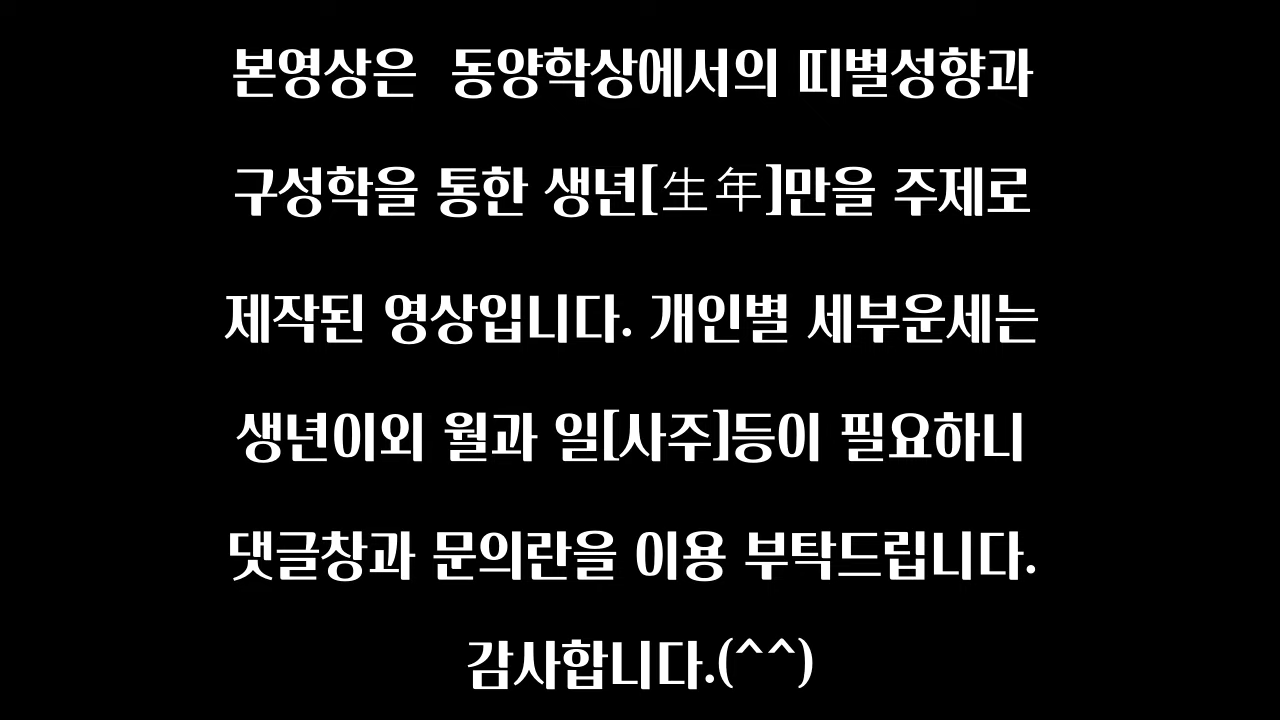 본영상은 동양학상에서의 띠별성향과
구성학을 통한 생년[生年]만을 주제로
제작된 영상입니다. 개인별 세부운세는
생년이외 월과 일[사주]등이 필요하니
댓글창과 문의란을 이용 부탁드립니다.
감사합니다.(^^)